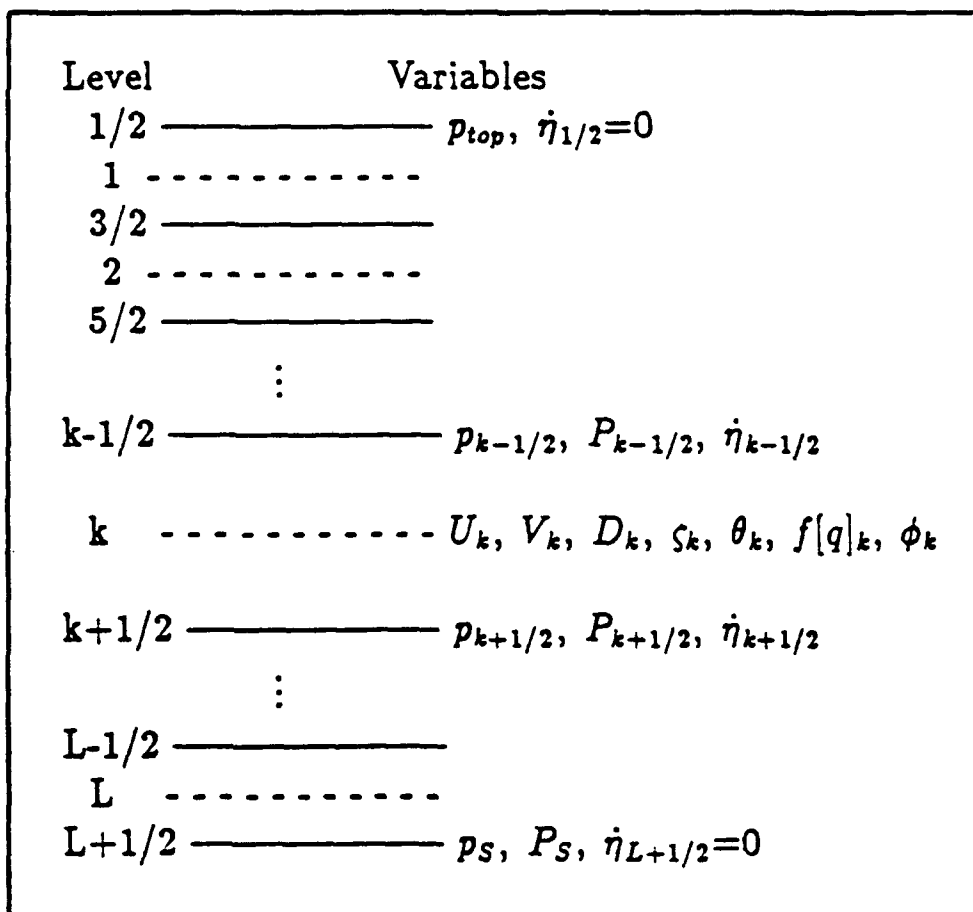 Level Variables
1/2 p_top, η̇_1/2=0
1
3/2
2
5/2
⋮
k-1/2 p_k−1/2, P_k−1/2, η̇_k−1/2
k U_k, V_k, D_k, ζ_k, θ_k, f[q]_k, ϕ_k
k+1/2 p_k+1/2, P_k+1/2, η̇_k+1/2
⋮
L-1/2
L
L+1/2 p_S, P_S, η̇_L+1/2=0